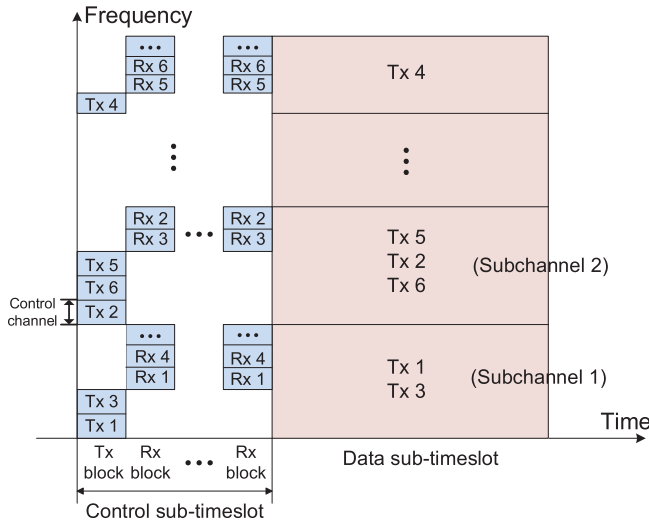 Frequency
... ...
Rx 6 Rx 6
Rx 5 Rx 5
Tx 4
Tx 4
Rx 2 Rx 2
Rx 3 ... Rx 3
Tx 5
Tx 6
Tx 2
Control
channel
Tx 5
Tx 2
Tx 6
(Subchannel 2)
... ...
Rx 4 Rx 4
Rx 1 Rx 1
Tx 3
Tx 1
Tx 1
Tx 3
(Subchannel 1)
Time
Tx
block
Rx
block
...
Rx
block
Data sub-timeslot
Control sub-timeslot